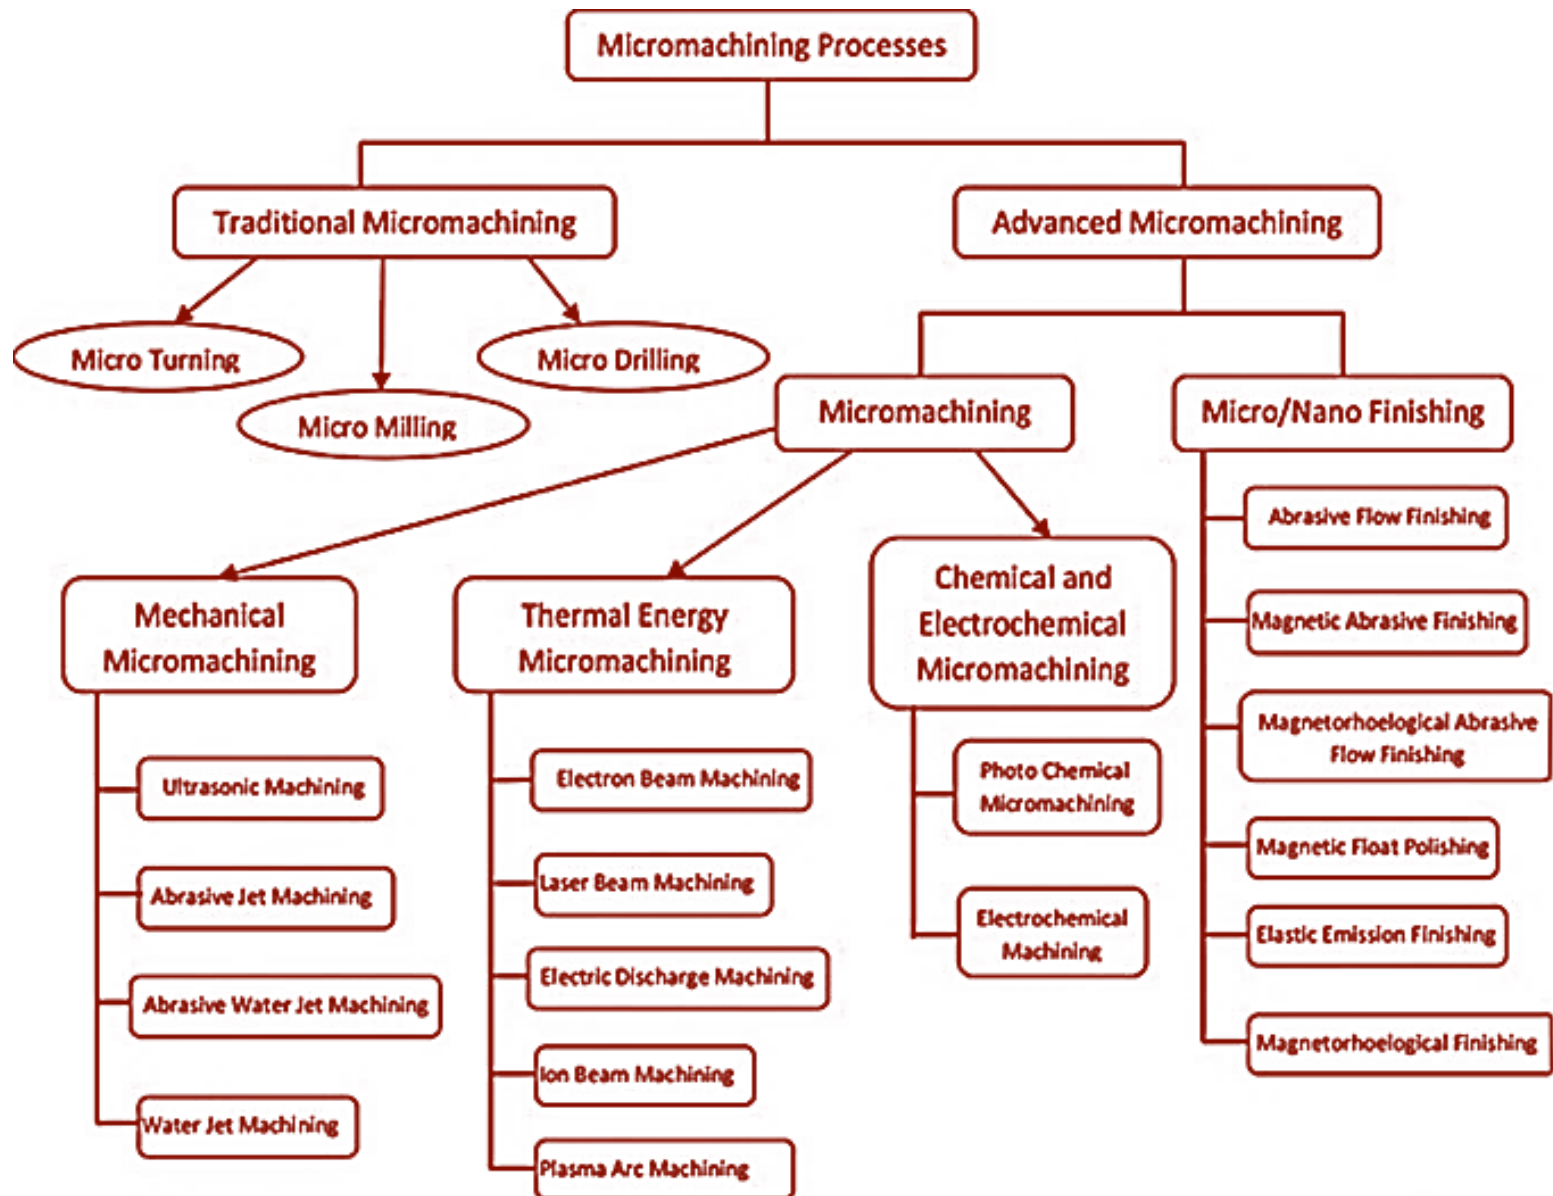 Micromachining Processes
Traditional Micromachining
Advanced Micromachining
Micro Turning
Micro Drilling
Micro Milling
Micromachining
Micro/Nano Finishing
Mechanical
Micromachining
Thermal Energy
Micromachining
Chemical and
Electrochemical
Micromachining
Ultrasonic Machining
Abrasive Jet Machining
Abrasive Water Jet Machining
Water Jet Machining
Electron Beam Machining
Laser Beam Machining
Electric Discharge Machining
Ion Beam Machining
Plasma Arc Machining
Photo Chemical
Micromachining
Electrochemical
Machining
Abrasive Flow Finishing
Magnetic Abrasive Finishing
Magnetorhoelogical Abrasive
Flow Finishing
Magnetic Float Polishing
Elastic Emission Finishing
Magnetorhoelogical Finishing